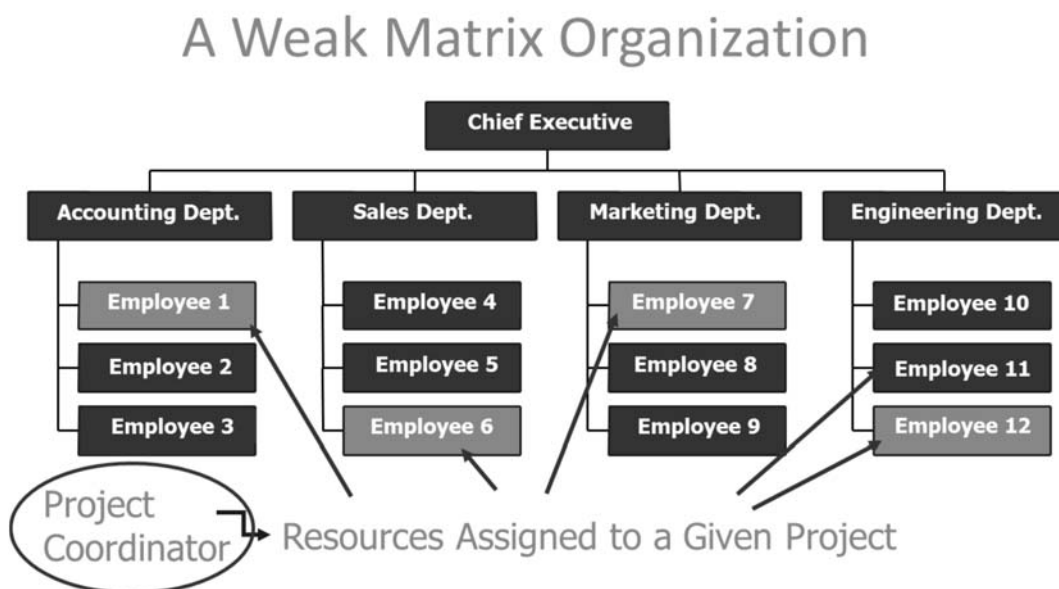 A Weak Matrix Organization
Chief Executive
Accounting Dept.
Sales Dept.
Marketing Dept.
Engineering Dept.
Employee 1
Employee 4
Employee 7
Employee 10
Employee 2
Employee 5
Employee 8
Employee 11
Employee 3
Employee 6
Employee 9
Employee 12
Project
Coordinator
Resources Assigned to a Given Project